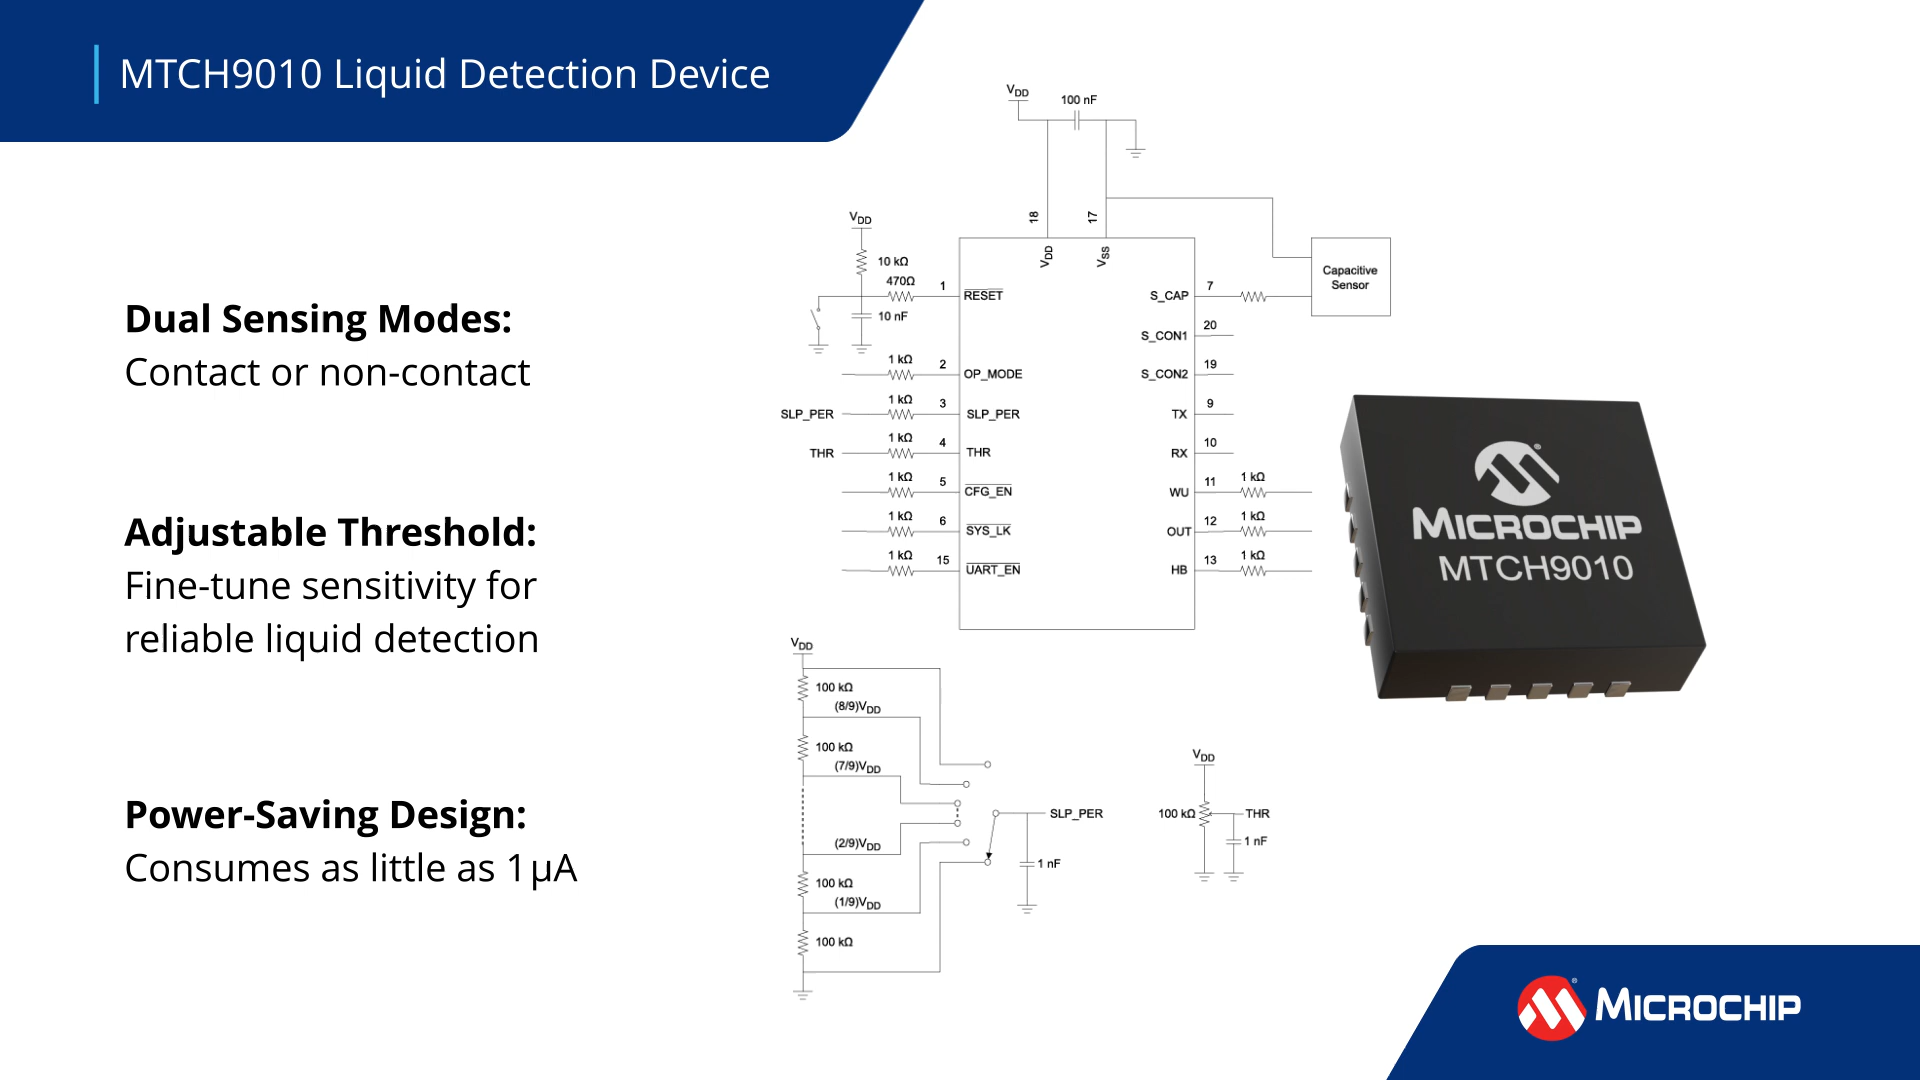 MTCH9010 Liquid Detection Device
Dual Sensing Modes:
Contact or non-contact
Adjustable Threshold:
Fine-tune sensitivity for
reliable liquid detection
Power-Saving Design:
Consumes as little as 1µA
VDD
100 nF
18
17
VDD
VSS
VDD
10 kΩ
470Ω
10 nF
1
RESET
1 kΩ
2
OP_MODE
SLP_PER
1 kΩ
3
SLP_PER
THR
1 kΩ
4
THR
1 kΩ
5
CFG_EN
1 kΩ
6
SYS_LK
1 kΩ
15
UART_EN
S_CAP
7
Capacitive
Sensor
S_CON1
20
S_CON2
19
TX
9
RX
10
WU
11
1 kΩ
OUT
12
1 kΩ
HB
13
1 kΩ
VDD
100 kΩ
(8/9)VDD
100 kΩ
(7/9)VDD
(2/9)VDD
100 kΩ
(1/9)VDD
100 kΩ
SLP_PER
1 nF
VDD
100 kΩ
THR
1 nF
MICROCHIP
MTCH9010
MICROCHIP